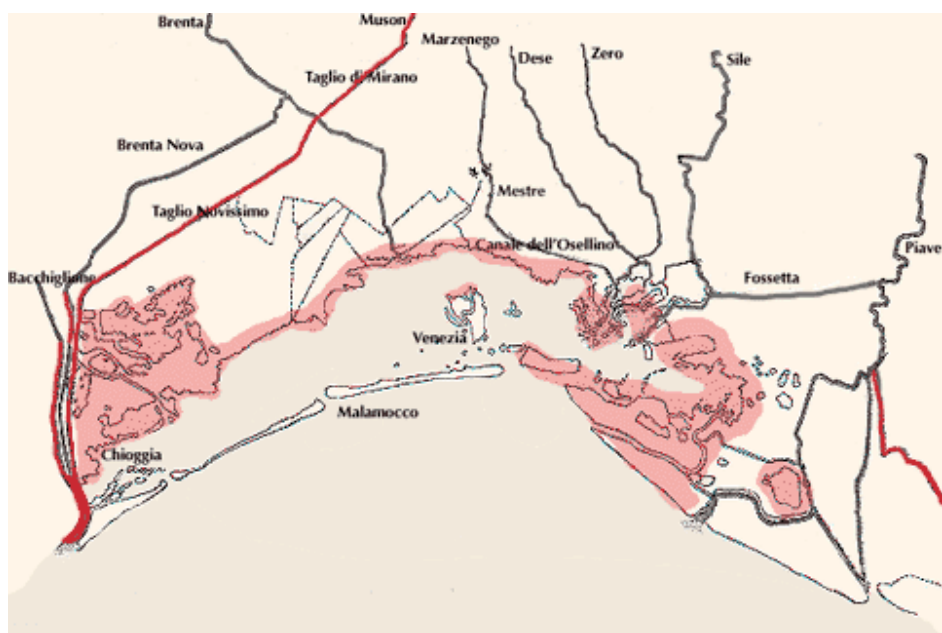 Brenta
Muson
Marzenego
Dese
Zero
Sile
Taglio di Mirano
Brenta Nova
Mestre
Taglio Novissimo
Canale dell'Osellino
Piave
Bacchiglione
Fossetta
Venezia
Malamocco
Chioggia